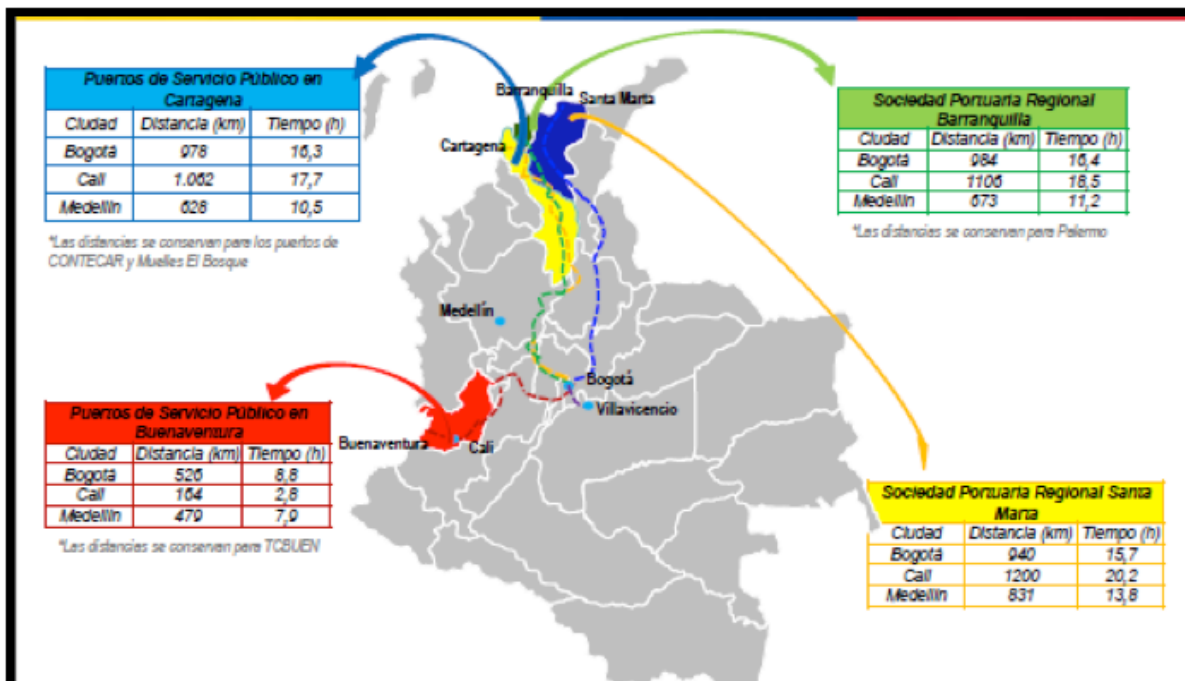 Puertos de Servicio Público en
Cartagena
Ciudad Distancia (km) Tiempo (h)
Bogotá 978 16,3
Cali 1.062 17,7
Medellín 628 10,5
*Las distancias se conservan para los puertos de
CONTECAR y Muelles El Bosque
Barranquilla
Santa Marta
Cartagena
Sociedad Portuaria Regional
Barranquilla
Ciudad Distancia (km) Tiempo (h)
Bogotá 984 16,4
Cali 1106 18,5
Medellín 673 11,2
*Las distancias se conservan para Palermo
Medellín
Bogotá
Villavicencio
Buenaventura
Cali
Puertos de Servicio Público en
Buenaventura
Ciudad Distancia (km) Tiempo (h)
Bogotá 526 8,8
Cali 164 2,8
Medellín 479 7,9
*Las distancias se conservan para TCBUEN
Sociedad Portuaria Regional Santa
Marta
Ciudad Distancia (km) Tiempo (h)
Bogotá 940 15,7
Cali 1200 20,2
Medellín 831 13,8